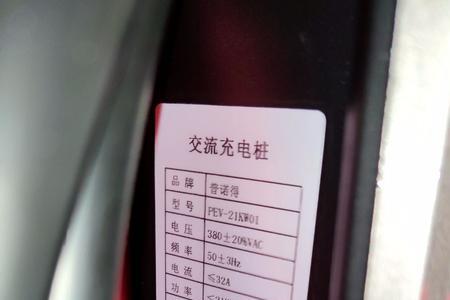 交流充电桩
品牌 普诺得
型号 PEV-21KW01
电压 380±20%VAC
频率 50±3Hz
电流 ≤32A
功率